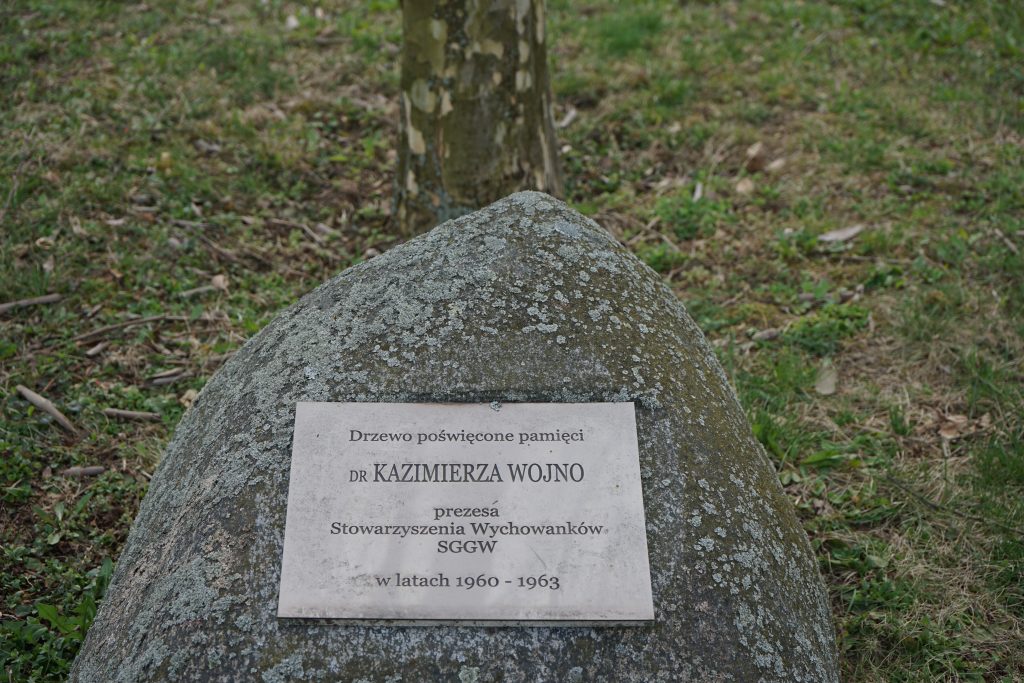 Drzewo poświęcone pamięci
DR KAZIMIERZA WOJNO
prezesa
Stowarzyszenia Wychowanków
SGGW
w latach 1960 - 1963